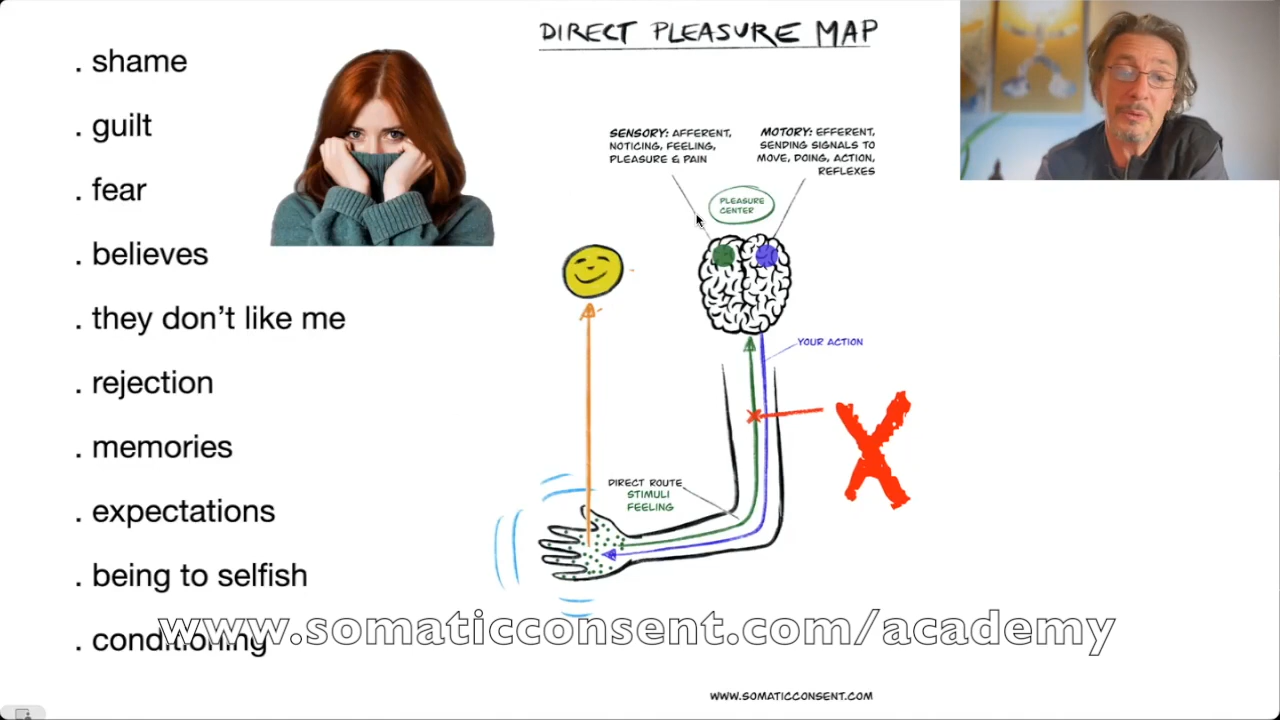 DIRECT PLEASURE MAP
. shame
. guilt
. fear
. believes
. they don't like me
. rejection
. memories
. expectations
. being to selfish
. conditioning
SENSORY: AFFERENT,
NOTICING, FEELING,
PLEASURE & PAIN
MOTORY: EFFERENT,
SENDING SIGNALS TO
MOVE, DOING, ACTION,
REFLEXES
PLEASURE
CENTER
YOUR ACTION
X
DIRECT ROUTE
STIMULI
FEELING
www.somaticconsent.com/academy
WWW.SOMATICCONSENT.COM